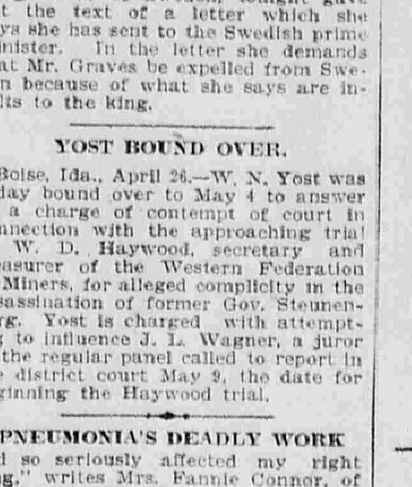 the text of a letter which she
ys she has sent to the Swedish prime
inister. In the letter she demands
at Mr. Graves be expelled from Swe-
n because of what she says are in-
lts to the king.
YOST BOUND OVER.
Boise, Ida., April 26.—W. N. Yost was
day bound over to May 4 to answer
a charge of contempt of court in
nnection with the approaching trial
W. D. Haywood, secretary and
easurer of the Western Federation
Miners, for alleged complicity in the
sassination of former Gov. Steunen-
rg. Yost is charged with attempt-
g to influence J. L. Wagner, a juror
the regular panel called to report in
e district court May 9, the date for
ginning the Haywood trial.
PNEUMONIA'S DEADLY WORK
d so seriously affected my right
ng," writes Mrs. Fannie Connor, of